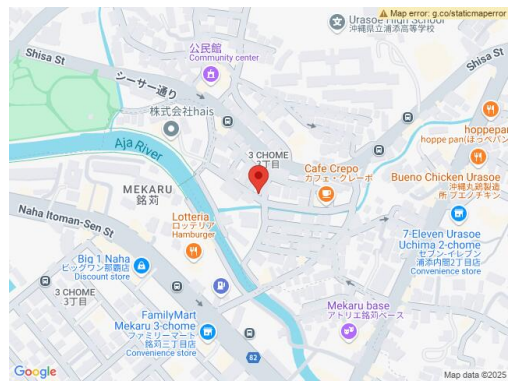 Map error: g.co/staticmaperror
Urasoe High School
沖縄県立浦添高等学校
公民館
Community center
Shisa St
Shisa St
シーサー通り
株式会社hais
hoppepan
hoppe pan(ほっぺパン
Aja River
3 CHOME
3丁目
Cafe Crepo
カフェ・クレーポ
Bueno Chicken Urasoe
沖縄丸鶏製造
所 ブエノチキン
MEKARU
銘苅
Naha Itoman-Sen St
Lotteria
ロッテリア
Hamburger
7-Eleven Urasoe
Uchima 2-chome
セブン-イレブン
浦添内間2丁目店
Convenience store
Big 1 Naha
ビッグワン那覇店
Discount store
3 CHOME
3丁目
FamilyMart
Mekaru 3-chome
ファミリーマート
銘苅三丁目店
Convenience store
Mekaru base
アトリエ銘苅ベース
82
Google
Map data ©2025